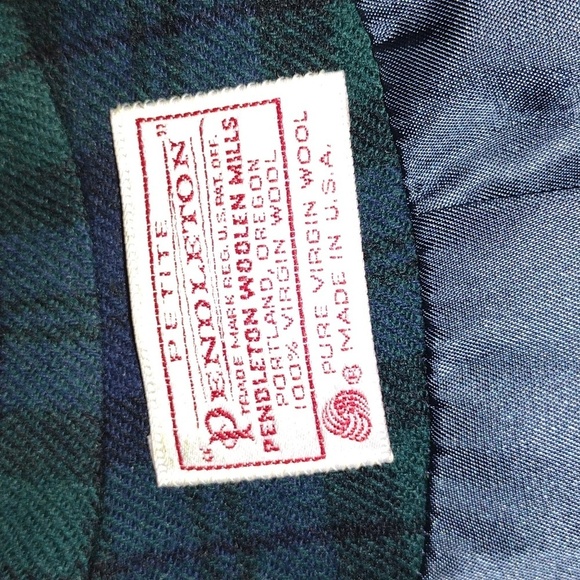 PETITE
"PENDLETON"
TRADE MARK REG. U.S. PAT. OFF.
PENDLETON WOOLEN MILLS
PORTLAND, OREGON
100% VIRGIN WOOL
PURE VIRGIN WOOL
® MADE IN U.S.A.